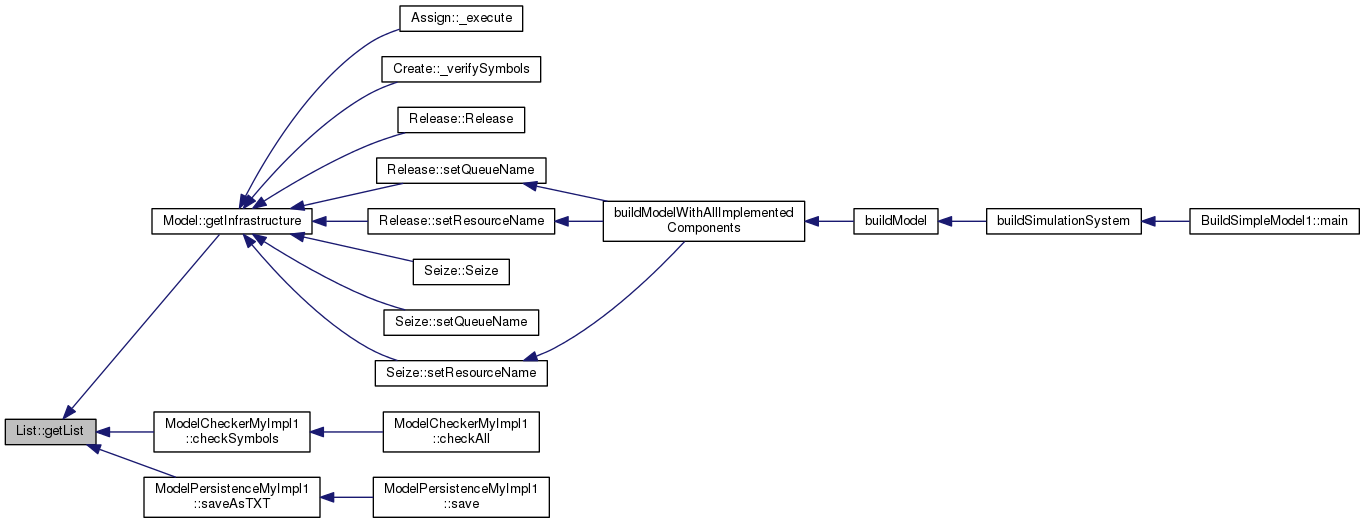 Assign::_execute
Create::_verifySymbols
Release::Release
Release::setQueueName
Model::getInfrastructure
Release::setResourceName
buildModelWithAllImplemented
Components
buildModel
buildSimulationSystem
BuildSimpleModel1::main
Seize::Seize
Seize::setQueueName
Seize::setResourceName
List::getList
ModelCheckerMyImpl1
::checkSymbols
ModelCheckerMyImpl1
::checkAll
ModelPersistenceMyImpl1
::saveAsTXT
ModelPersistenceMyImpl1
::save